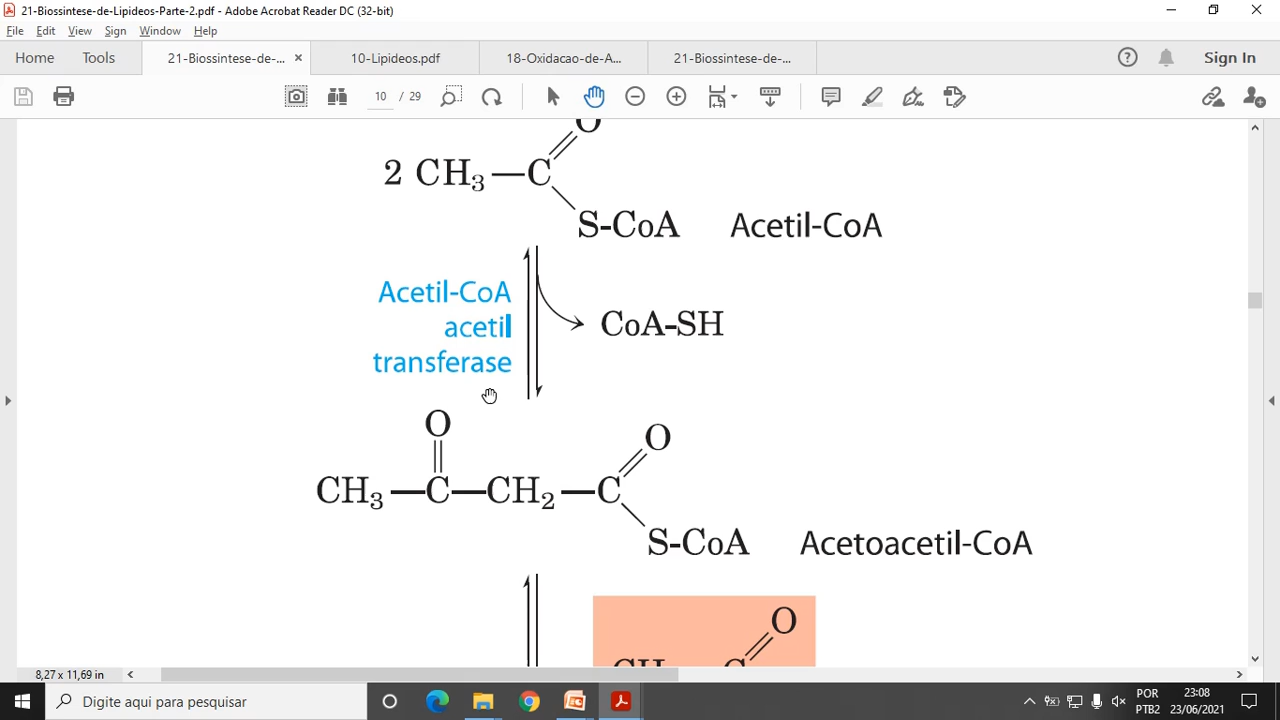 21-Biossintese-de-Lipideos-Parte-2.pdf - Adobe Acrobat Reader DC (32-bit)
File Edit View Sign Window Help
Home Tools 21-Biossintese-de-... × 10-Lipideos.pdf 18-Oxidacao-de-A... 21-Biossintese-de-... Sign In
10 / 29
O
2 CH3—C
S-CoA Acetil-CoA
Acetil-CoA
acetil
transferase
CoA-SH
O O
CH3—C—CH2—C
S-CoA Acetoacetil-CoA
O
CH C
8,27 x 11,69 in
Digite aqui para pesquisar
POR 23:08
PTB2 23/06/2021